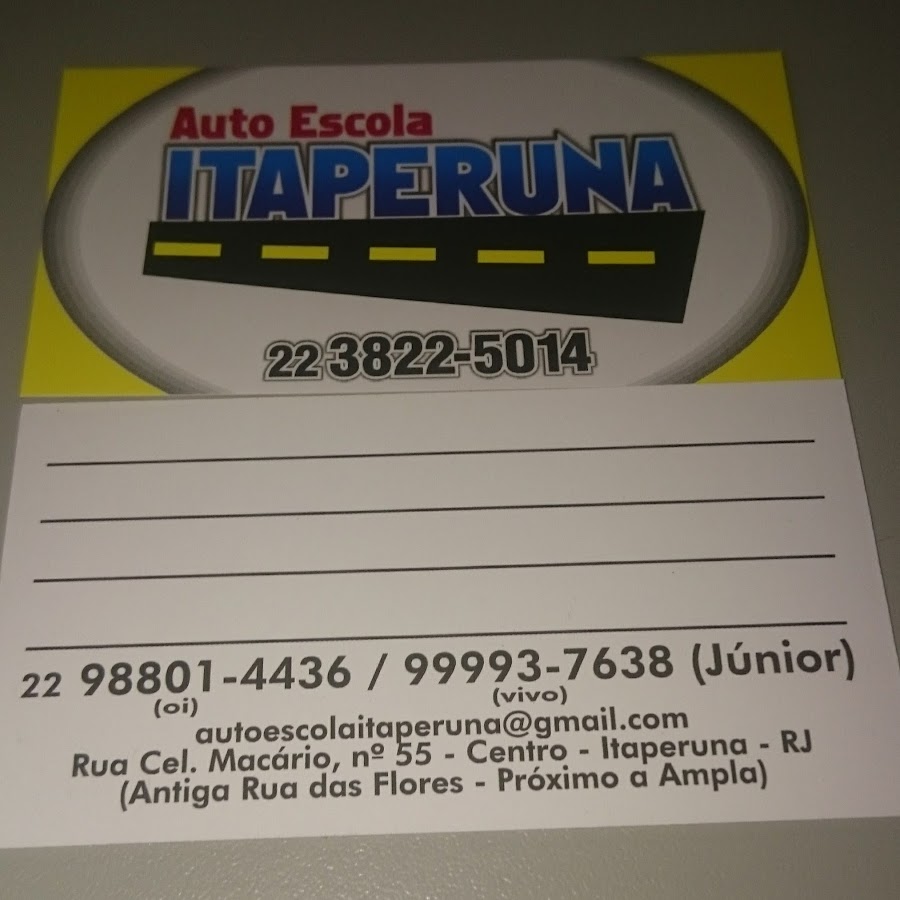 Auto Escola
ITAPERUNA
22 3822-5014
22 98801-4436 / 99993-7638 (Júnior)
(oi) (vivo)
autoescolaitaperuna@gmail.com
Rua Cel. Macário, nº 55 - Centro - Itaperuna - RJ
(Antiga Rua das Flores - Próximo a Ampla)